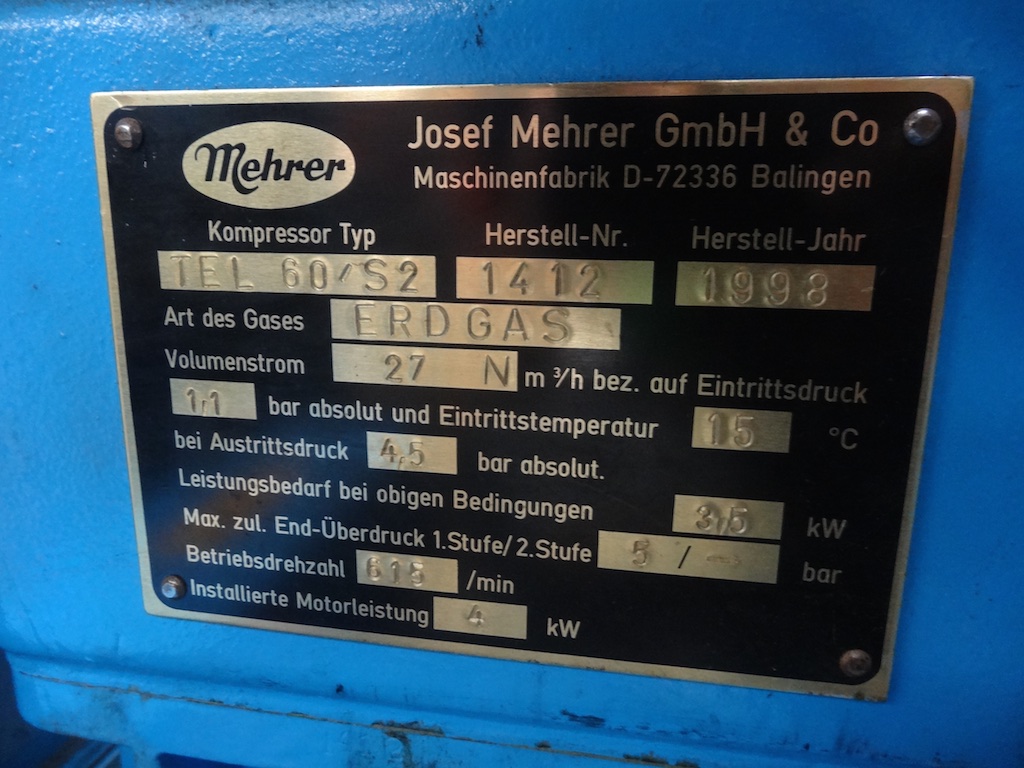 Mehrer
Josef Mehrer GmbH & Co
Maschinenfabrik D-72336 Balingen
Kompressor Typ Herstell-Nr. Herstell-Jahr
TEL 60/S2 1412 1998
Art des Gases ERDGAS
Volumenstrom 27 N m³/h bez. auf Eintrittsdruck
1,1 bar absolut und Eintrittstemperatur 15 °C
bei Austrittsdruck 4,5 bar absolut.
Leistungsbedarf bei obigen Bedingungen 3,5 kW
Max. zul. End-Überdruck 1.Stufe/2.Stufe 5 / - bar
Betriebsdrehzahl 615 /min
Installierte Motorleistung 4 kW